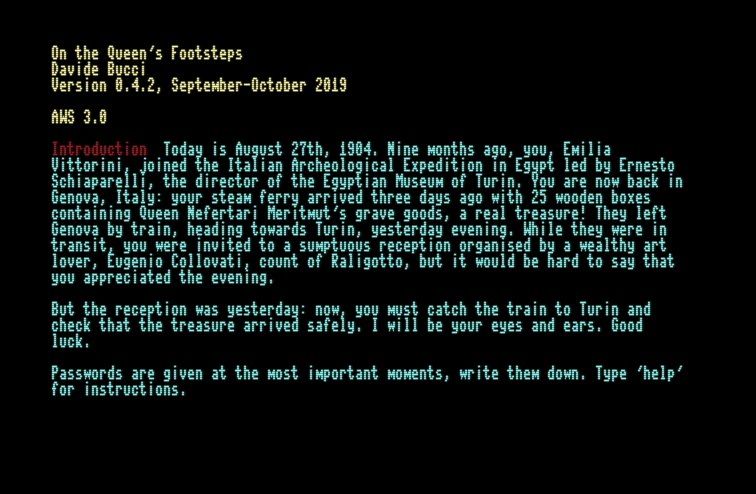 On the Queen's Footsteps
Davide Bucci
Version 0.4.2, September-October 2019
AWS 3.0
Introduction Today is August 27th, 1904. Nine months ago, you, Emilia
Vittorini, joined the Italian Archeological Expedition in Egypt led by Ernesto
Schiaparelli, the director of the Egyptian Museum of Turin. You are now back in
Genova, Italy: your steam ferry arrived three days ago with 25 wooden boxes
containing Queen Nefertari Meritmut's grave goods, a real treasure! They left
Genova by train, heading towards Turin, yesterday evening. While they were in
transit, you were invited to a sumptuous reception organised by a wealthy art
lover, Eugenio Collovati, count of Raligotto, but it would be hard to say that
you appreciated the evening.
But the reception was yesterday: now, you must catch the train to Turin and
check that the treasure arrived safely. I will be your eyes and ears. Good
luck.
Passwords are given at the most important moments, write them down. Type 'help'
for instructions.